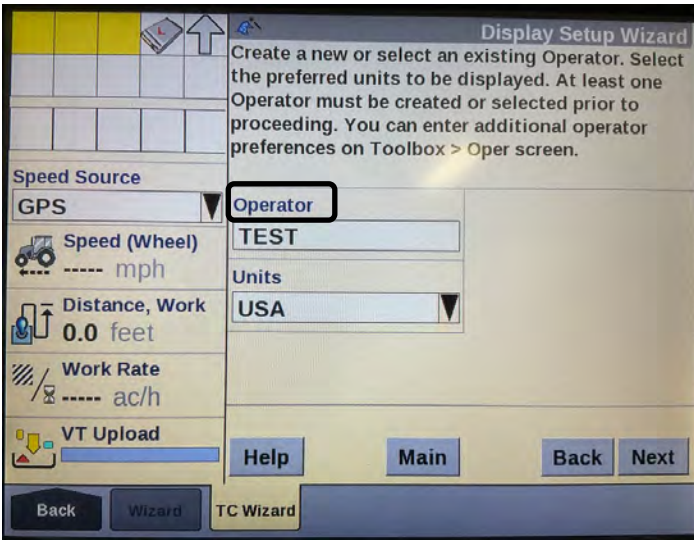 Display Setup Wizard
Create a new or select an existing Operator. Select
the preferred units to be displayed. At least one
Operator must be created or selected prior to
proceeding. You can enter additional operator
preferences on Toolbox > Oper screen.
Speed Source
GPS
Speed (Wheel)
----- mph
Distance, Work
0.0 feet
Work Rate
----- ac/h
VT Upload
Operator
TEST
Units
USA
Help
Main
Back
Next
Back
Wizard
TC Wizard